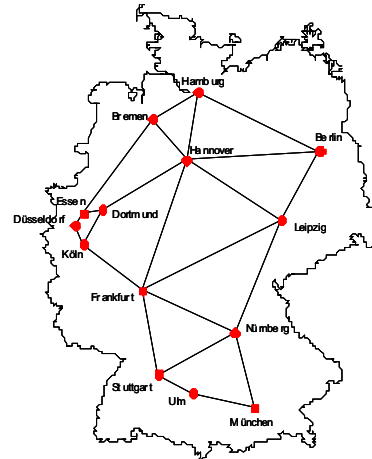 Hamburg
Bremen
Berlin
Hannover
Essen
Dortmund
Düsseldorf
Leipzig
Köln
Frankfurt
Nürnberg
Stuttgart
Ulm
München